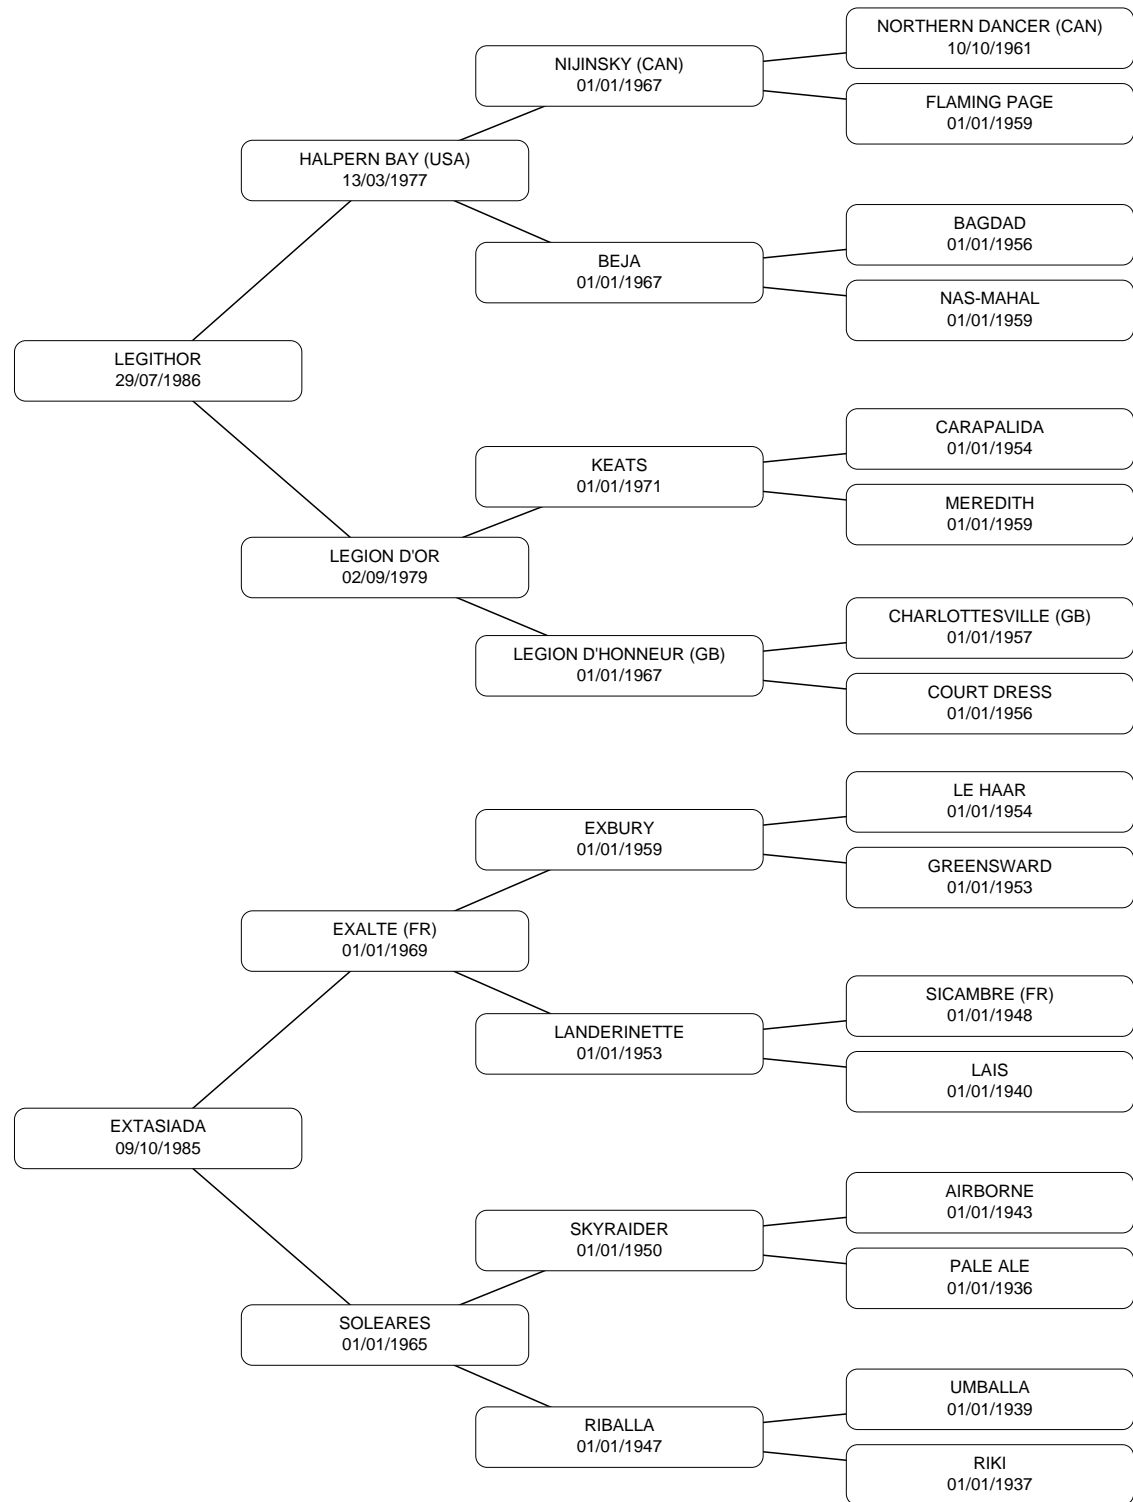 NORTHERN DANCER (CAN)
10/10/1961
NIJINSKY (CAN)
01/01/1967
FLAMING PAGE
01/01/1959
HALPERN BAY (USA)
13/03/1977
BAGDAD
01/01/1956
BEJA
01/01/1967
NAS-MAHAL
01/01/1959
LEGITHOR
29/07/1986
CARAPALIDA
01/01/1954
KEATS
01/01/1971
MEREDITH
01/01/1959
LEGION D'OR
02/09/1979
CHARLOTTESVILLE (GB)
01/01/1957
LEGION D'HONNEUR (GB)
01/01/1967
COURT DRESS
01/01/1956
LE HAAR
01/01/1954
EXBURY
01/01/1959
GREENSWARD
01/01/1953
EXALTE (FR)
01/01/1969
SICAMBRE (FR)
01/01/1948
LANDERINETTE
01/01/1953
LAIS
01/01/1940
EXTASIADA
09/10/1985
AIRBORNE
01/01/1943
SKYRAIDER
01/01/1950
PALE ALE
01/01/1936
SOLEARES
01/01/1965
UMBALLA
01/01/1939
RIBALLA
01/01/1947
RIKI
01/01/1937